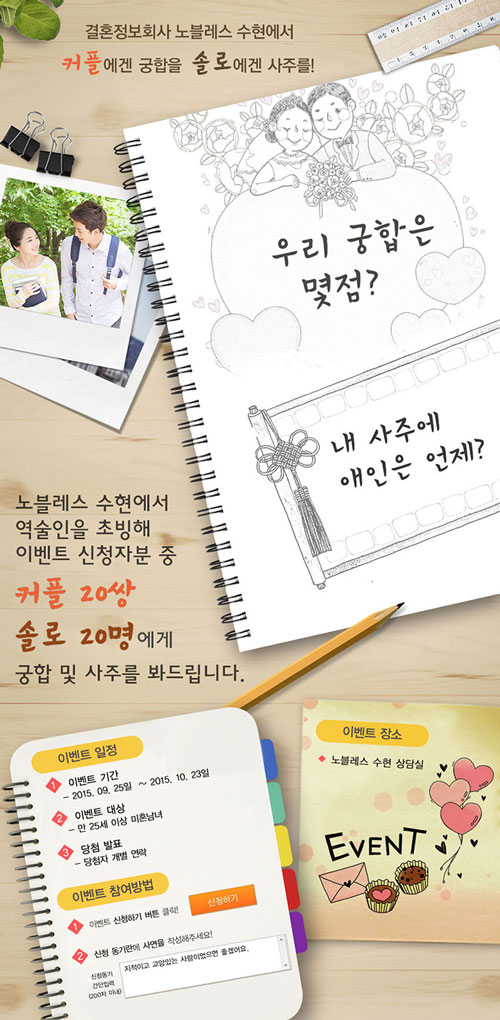 결혼정보회사 노블레스 수현에서
커플에겐 궁합을 솔로에겐 사주를!
우리 궁합은
몇점?
내 사주에
애인은 언제?
노블레스 수현에서
역술인을 초빙해
이벤트 신청자분 중
커플 20쌍
솔로 20명에게
궁합 및 사주를 봐드립니다.
이벤트 일정
1 이벤트 기간
- 2015. 09. 25일 ~ 2015. 10. 23일
2 이벤트 대상
- 만 25세 이상 미혼남녀
3 당첨 발표
- 당첨자 개별 연락
이벤트 참여방법
1 이벤트 신청하기 버튼 클릭!
신청하기
2 신청 동기란에 사연을 작성해주세요!
신청동기
간단입력
(200자 이내)
지적이고 교양있는 사람이었으면 좋겠어요.
이벤트 장소
노블레스 수현 상담실
EVENT